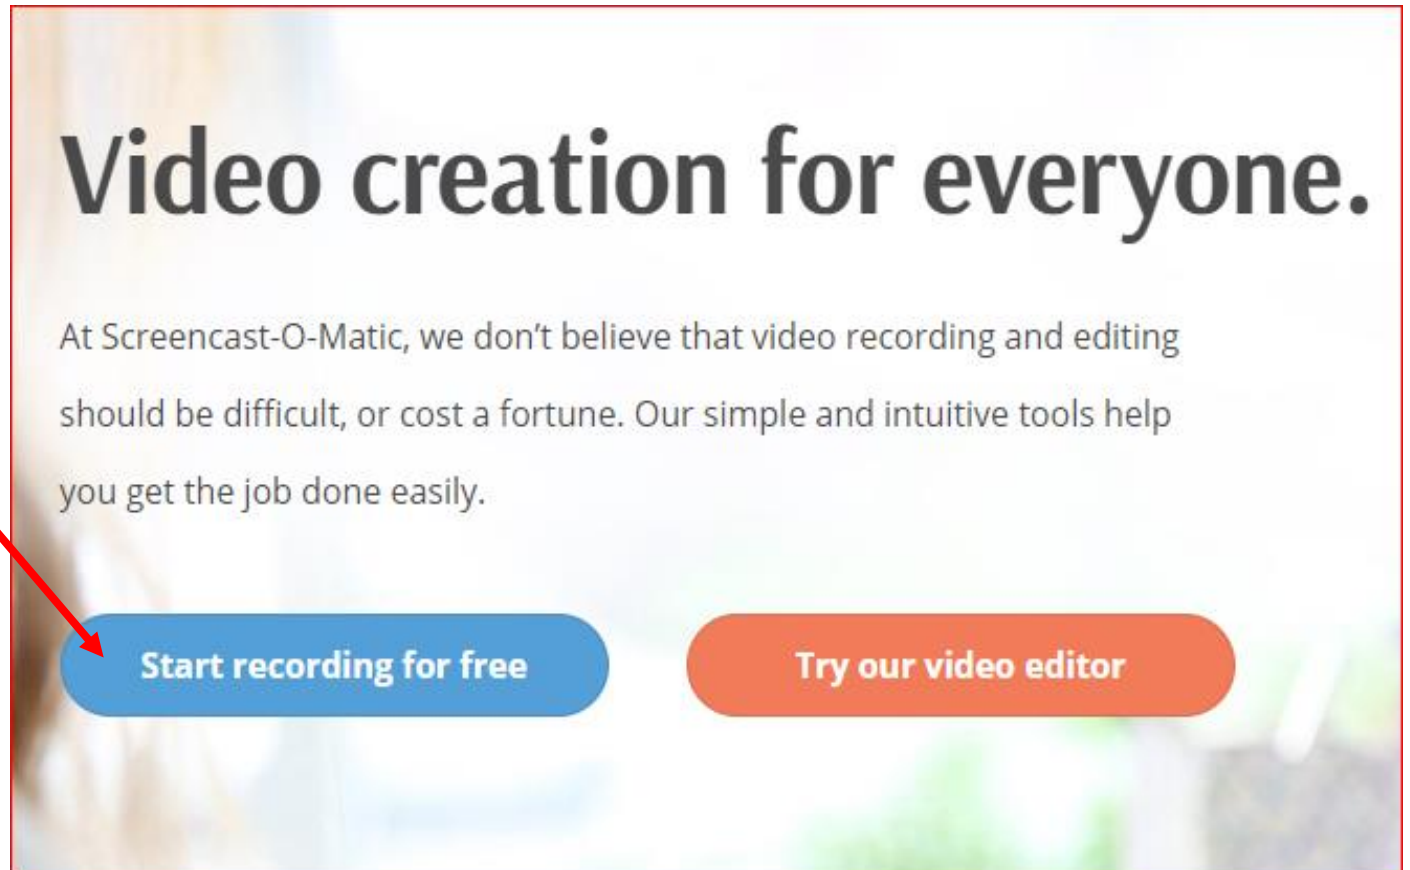 Video creation for everyone.
At Screencast-O-Matic, we don’t believe that video recording and editing
should be difficult, or cost a fortune. Our simple and intuitive tools help
you get the job done easily.
Start recording for free
Try our video editor